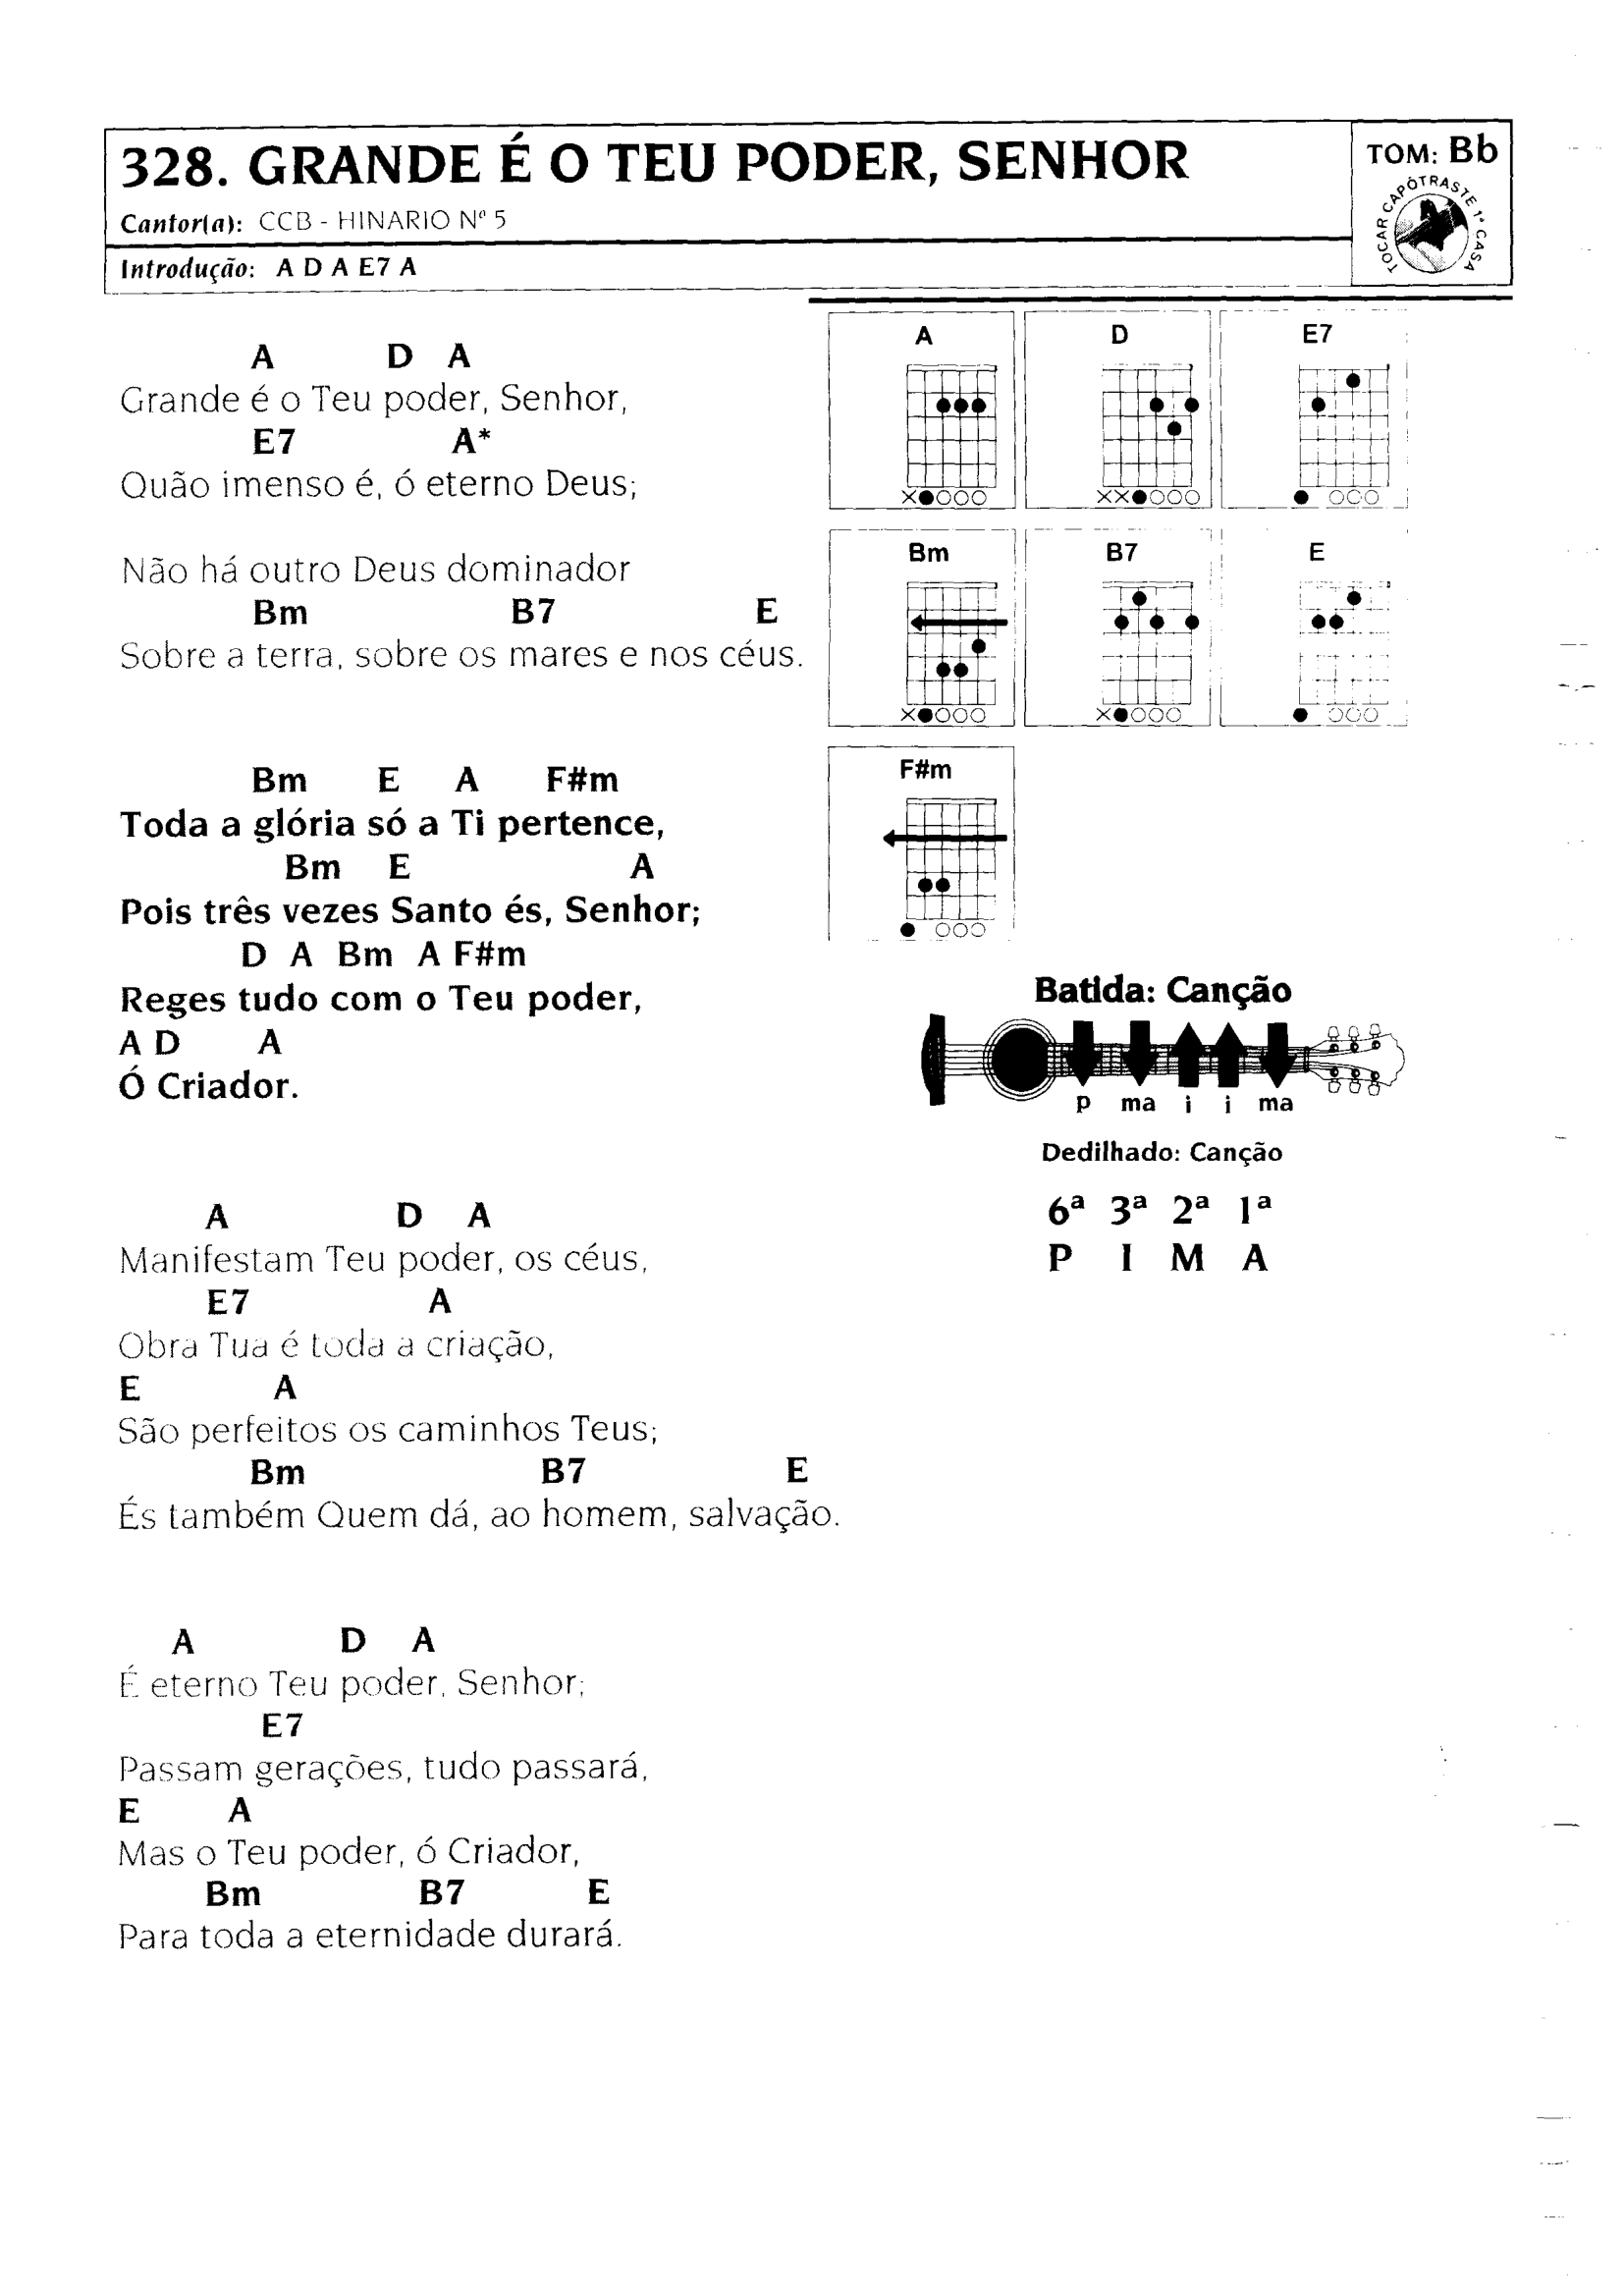 328. GRANDE É O TEU PODER, SENHOR
Cantor(a): CCB - HINARIO Nº 5
Introdução: A D A E7 A
TOM: Bb
TOCAR CAPÔTRASTE 1ª CASA
A D A
Grande é o Teu poder, Senhor,
E7 A*
Quão imenso é, ó eterno Deus;
Não há outro Deus dominador
Bm B7 E
Sobre a terra, sobre os mares e nos céus.
Bm E A F#m
Toda a glória só a Ti pertence,
Bm E A
Pois três vezes Santo és, Senhor;
D A Bm A F#m
Reges tudo com o Teu poder,
A D A
Ó Criador.
A D A
Manifestam Teu poder, os céus,
E7 A
Obra Tua é toda a criação,
E A
São perfeitos os caminhos Teus;
Bm B7 E
És também Quem dá, ao homem, salvação.
A D A
É eterno Teu poder, Senhor;
E7
Passam gerações, tudo passará,
E A
Mas o Teu poder, ó Criador,
Bm B7 E
Para toda a eternidade durará.
A D E7
Bm B7 E
F#m
Batida: Canção
p ma i i ma
Dedilhado: Canção
6ª 3ª 2ª 1ª
P I M A